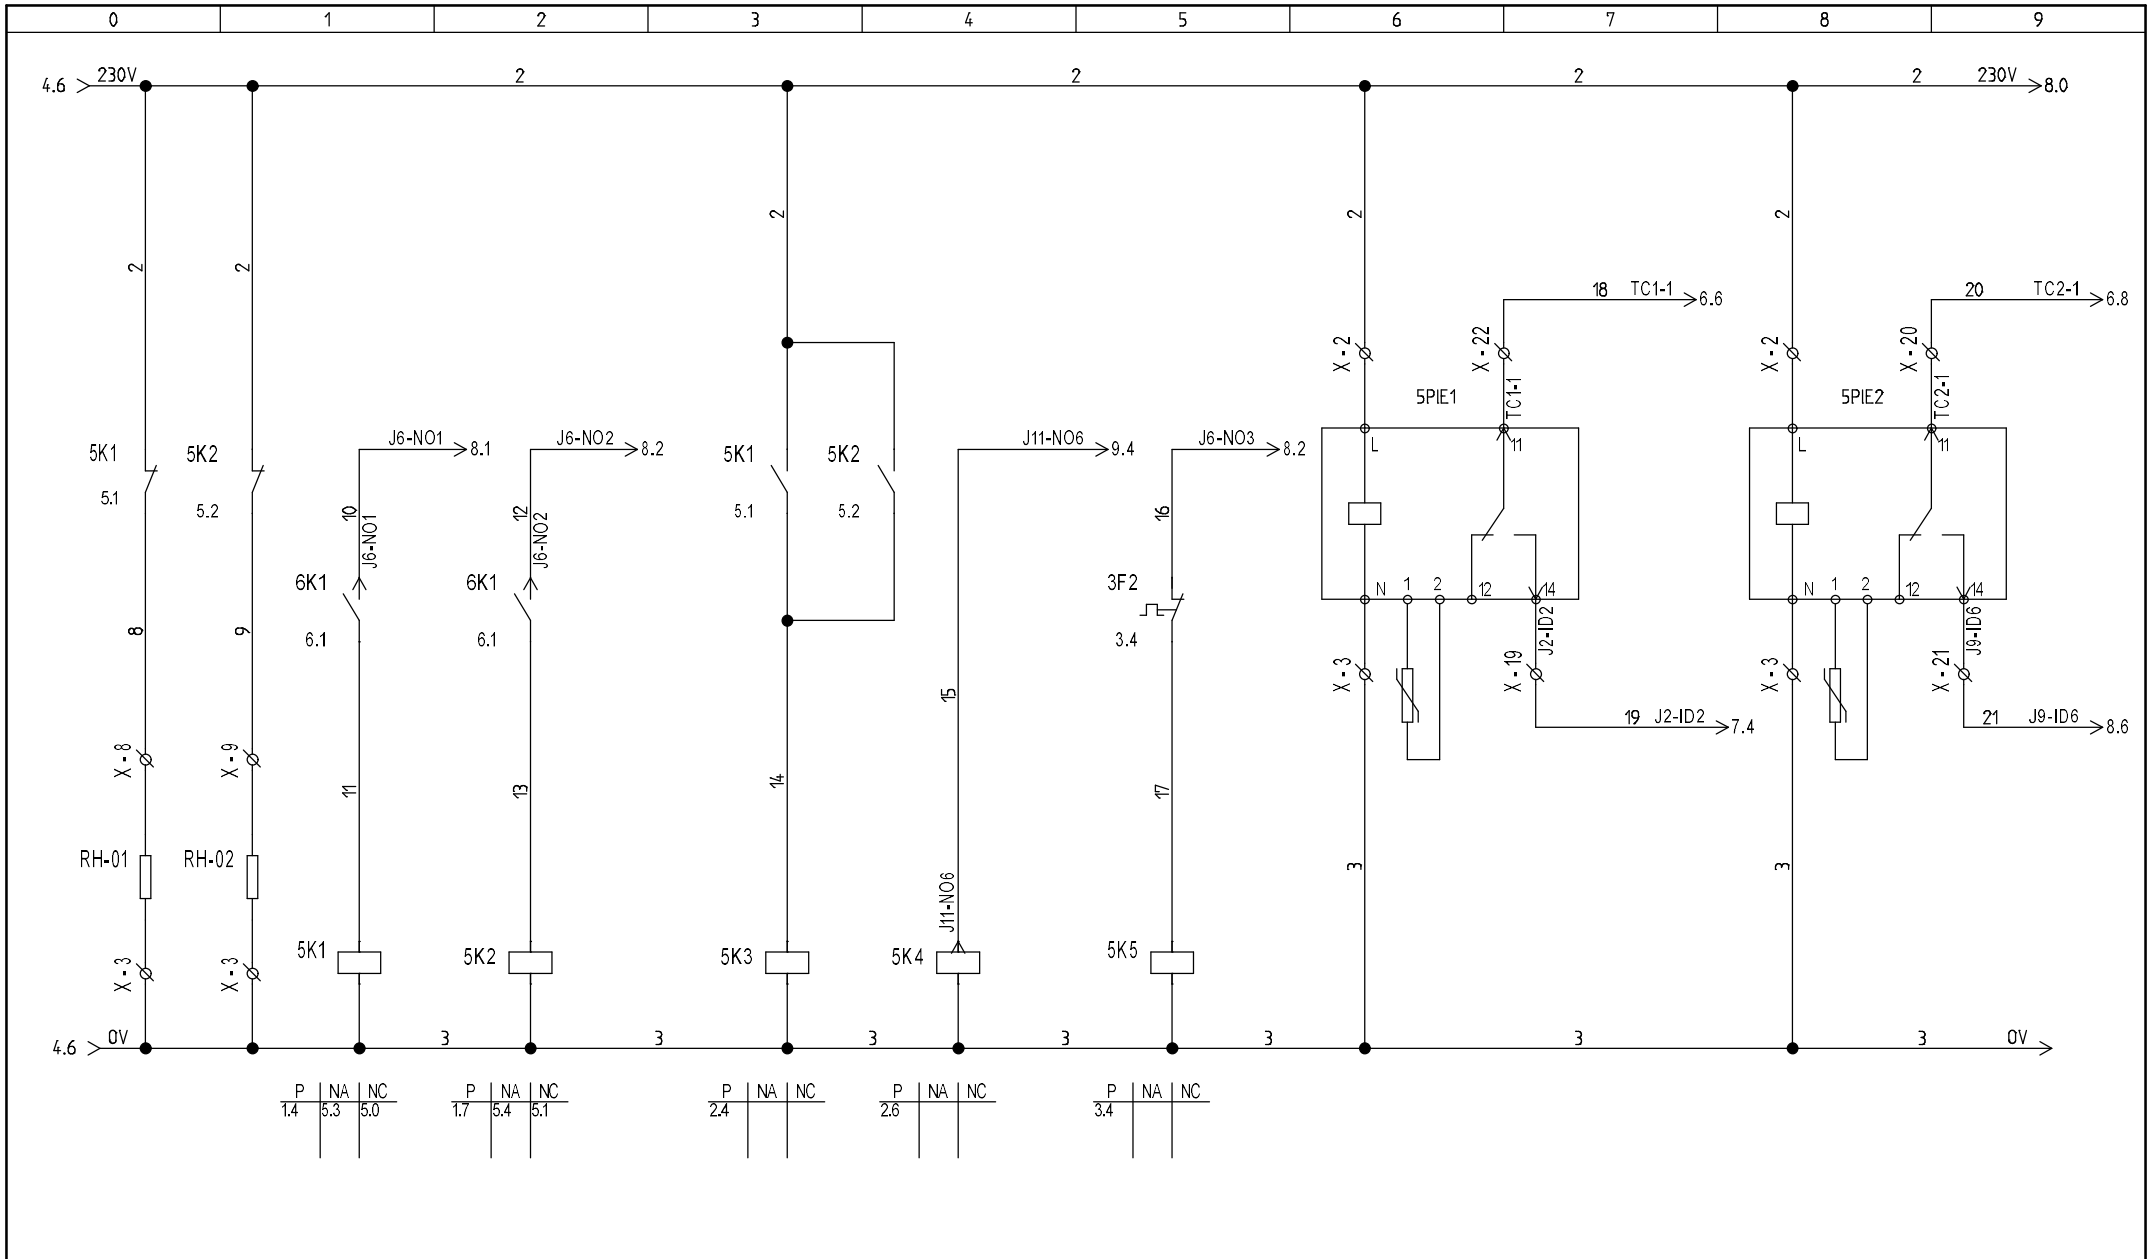 0 1 2 3 4 5 6 7 8 9
4.6 230V 2 2 2 2 230V 8.0
2 2 2 2 2
18 TC1-1 6.6
20 TC2-1 6.8
X-2 X-22 X-2 X-20
5PIE1 TC1-1 5PIE2 TC2-1
J6-NO1 8.1 J6-NO2 8.2 J11-NO6 9.4 J6-NO3 8.2
5K1 5K2 5K1 5K2 L 11 L 11
5.1 5.2 5.1 5.2
10 J6-NO1 12 J6-NO2 16
6K1 6K1 3F2 N 1 2 12 14 N 1 2 12 14
8 9 6.1 6.1 3.4 J2-ID2 J9-ID6
15 X-3 X-19 X-3 X-21
19 J2-ID2 7.4 21 J9-ID6 8.6
X-8 X-9 11 13 14 17
RH-01 RH-02 J11-NO6 3 3
5K1 5K2 5K3 5K4 5K5
X-3 X-3
4.6 0V 3 3 3 3 3 3 3 0V
P NA NC P NA NC P NA NC P NA NC P NA NC
1.4 5.3 5.0 1.7 5.4 5.1 2.4 2.6 3.4